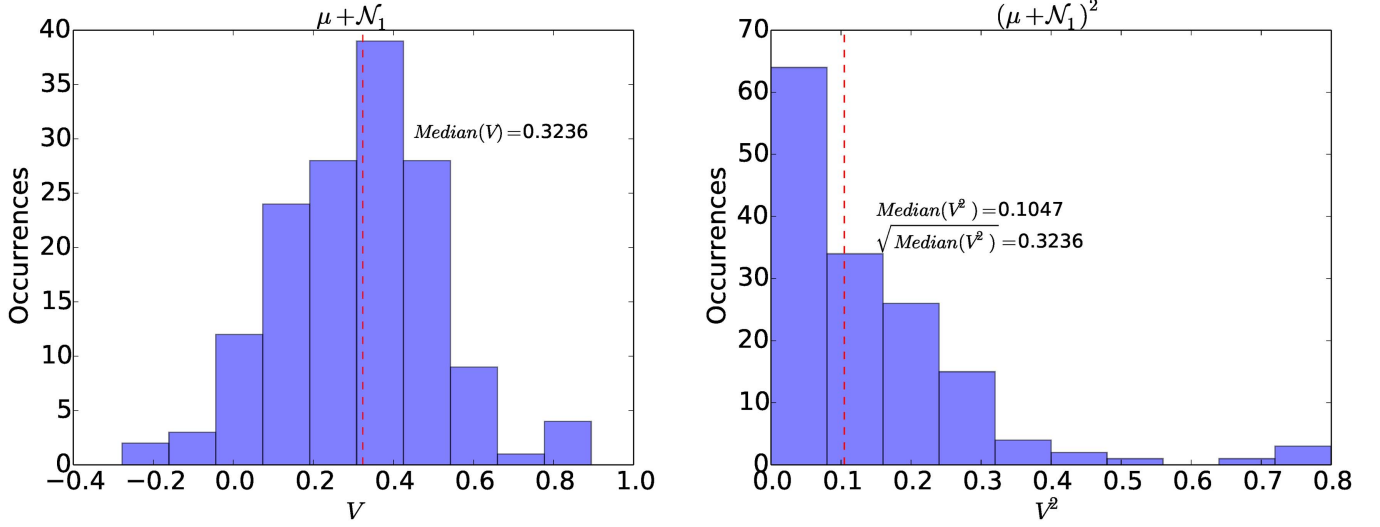 μ + 𝒩₁
40
35
30
25
20
15
10
5
0
Occurrences
Median(V) = 0.3236
−0.4 −0.2 0.0 0.2 0.4 0.6 0.8 1.0
V
(μ + 𝒩₁)²
70
60
50
40
30
20
10
0
Occurrences
Median(V²) = 0.1047
√Median(V²) = 0.3236
0.0 0.1 0.2 0.3 0.4 0.5 0.6 0.7 0.8
V²